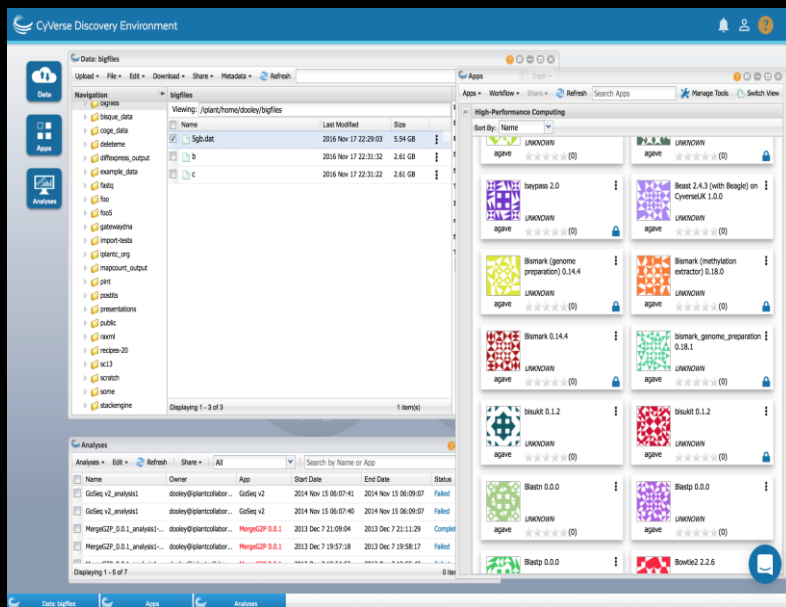 CyVerse Discovery Environment
Data
Apps
Analyses
Data: bigfiles
Upload File Edit Download Share Metadata Refresh
Navigation bigfiles
Viewing: /iplant/home/dooley/bigfiles
Name Last Modified Size
5gb.dat 2016 Nov 17 22:29:03 5.54 GB
b 2016 Nov 17 22:31:32 2.61 GB
c 2016 Nov 17 22:31:22 2.61 GB
bisque_data
coge_data
deleteme
diffexpress_output
example_data
fastq
foo
foo5
gatewaydna
import-tests
iplantc_org
mapcount_output
pint
postits
presentations
public
raxml
recipes-20
sc13
scratch
some
stackengine
Displaying 1 - 3 of 3 1 item(s)
Apps
Trash
Apps Workflow Share Refresh Search Apps Manage Tools Switch View
High-Performance Computing
Sort By: Name
UNKNOWN UNKNOWN
agave (0) agave (0)
baypass 2.0 Beast 2.4.3 (with Beagle) on
CyverseUK 1.0.0
UNKNOWN UNKNOWN
agave (0) agave (0)
Bismark (genome Bismark (methylation
preparation) 0.14.4 extractor) 0.18.0
UNKNOWN UNKNOWN
agave (0) agave (0)
Bismark 0.14.4 bismark_genome_preparation
0.18.1
UNKNOWN UNKNOWN
agave (0) agave (0)
bisukit 0.1.2 bisukit 0.1.2
UNKNOWN UNKNOWN
agave (0) agave (0)
Blastn 0.0.0 Blastp 0.0.0
UNKNOWN UNKNOWN
agave (0) agave (0)
Blastp 0.0.0 Bowtie2 2.2.6
Analyses
Analyses Edit Refresh Share All Search by Name or App
Name Owner App Start Date End Date Status
GoSeq v2_analysis1 dooley@iplantcollabor... GoSeq v2 2014 Nov 15 06:07:41 2014 Nov 15 06:09:07 Failed
GoSeq v2_analysis1 dooley@iplantcollabor... GoSeq v2 2014 Nov 15 06:07:40 2014 Nov 15 06:09:07 Failed
MergeG2P_0.0.1_analysis1-... dooley@iplantcollabor... MergeG2P 0.0.1 2013 Dec 7 21:09:04 2013 Dec 7 21:11:29 Complet
MergeG2P_0.0.1_analysis1... dooley@iplantcollabor... MergeG2P 0.0.1 2013 Dec 7 19:57:18 2013 Dec 7 19:58:17 Failed
Displaying 1 - 5 of 7 0 ite
Data: bigfiles Apps Analyses